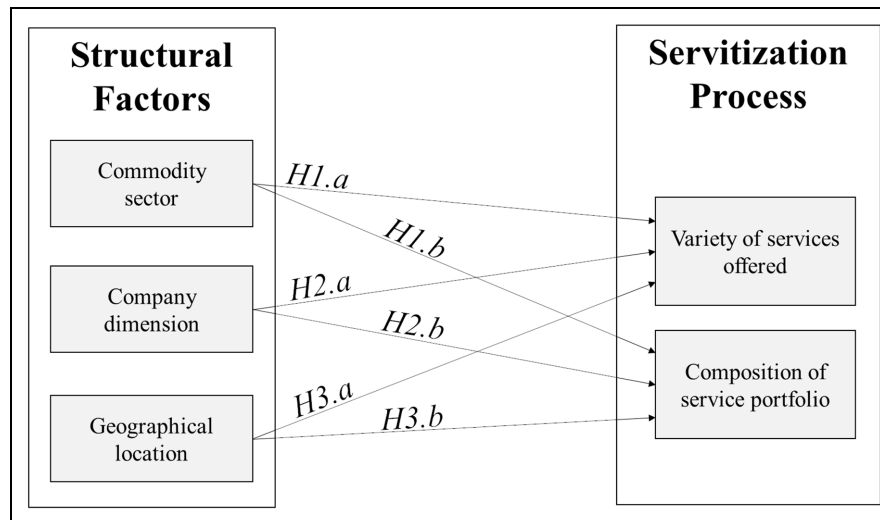 Structural
Factors
Commodity
sector
Company
dimension
Geographical
location
H1.a
H1.b
H2.a
H2.b
H3.a
H3.b
Servitization
Process
Variety of services
offered
Composition of
service portfolio